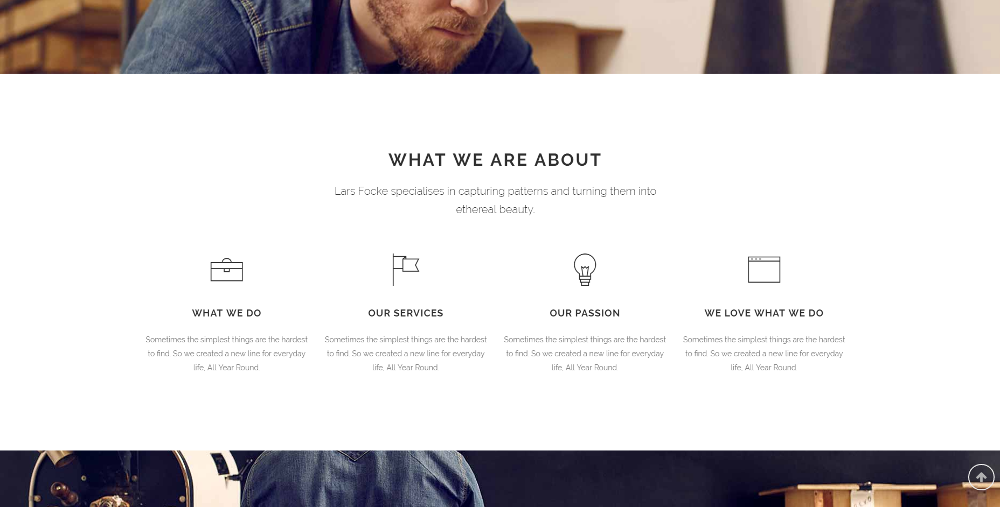 WHAT WE ARE ABOUT
Lars Focke specialises in capturing patterns and turning them into
ethereal beauty.
WHAT WE DO
Sometimes the simplest things are the hardest
to find. So we created a new line for everyday
life, All Year Round.
OUR SERVICES
Sometimes the simplest things are the hardest
to find. So we created a new line for everyday
life, All Year Round.
OUR PASSION
Sometimes the simplest things are the hardest
to find. So we created a new line for everyday
life, All Year Round.
WE LOVE WHAT WE DO
Sometimes the simplest things are the hardest
to find. So we created a new line for everyday
life, All Year Round.